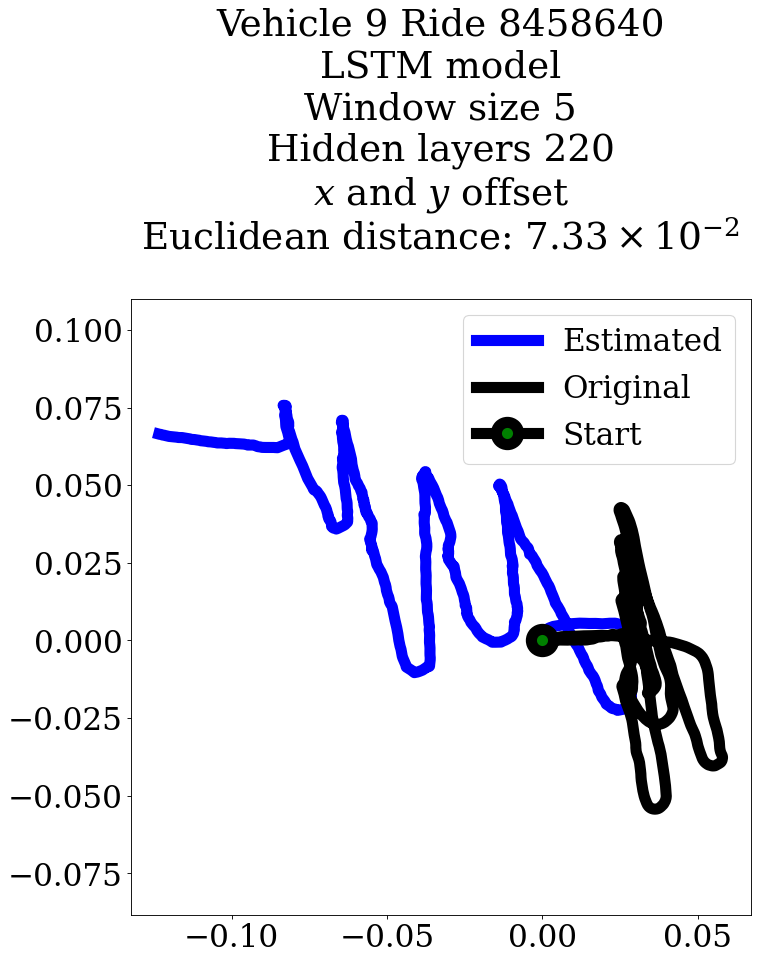 Vehicle 9 Ride 8458640
LSTM model
Window size 5
Hidden layers 220
x and y offset
Euclidean distance: 7.33 × 10⁻²
Estimated
Original
Start
0.100
0.075
0.050
0.025
0.000
−0.025
−0.050
−0.075
−0.10
−0.05
0.00
0.05